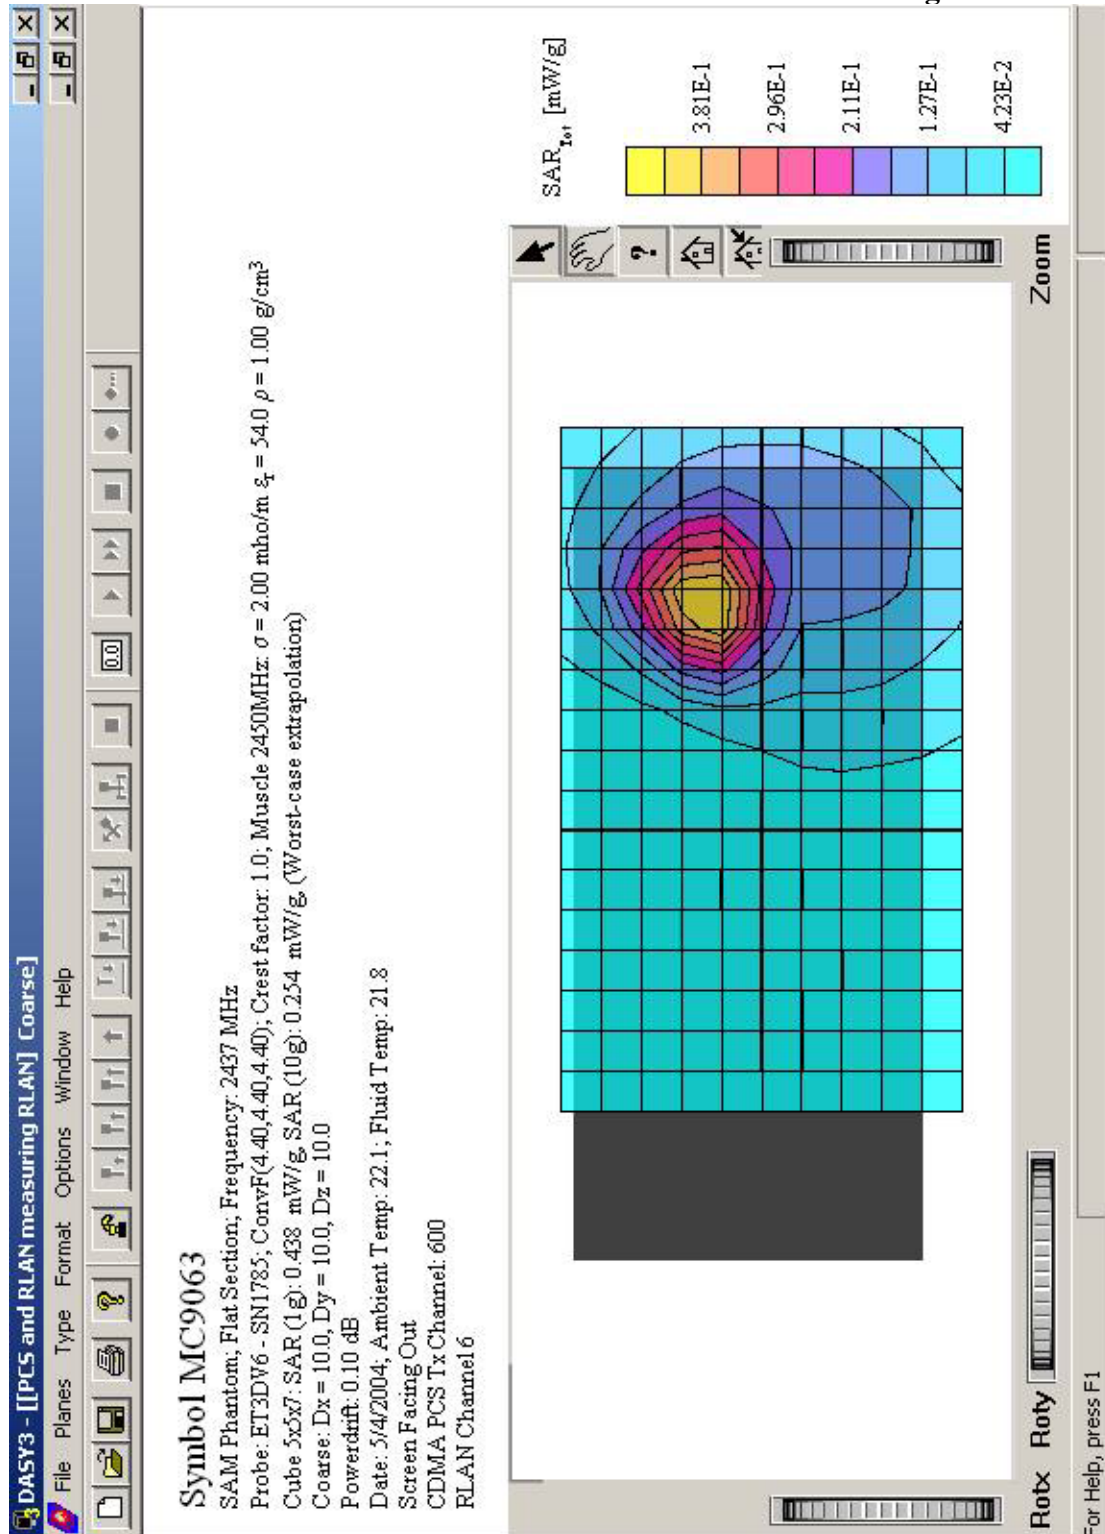 DASY3 - [[PCS and RLAN measuring RLAN] Coarse]
File Planes Type Format Options Window Help
0.0
Symbol MC9063
SAM Phantom; Flat Section; Frequency: 2437 MHz
Probe: ET3DV6 - SN1785; ConvF(4.40,4.40,4.40); Crest factor: 1.0; Muscle 2450MHz: σ = 2.00 mho/m εr = 54.0 ρ = 1.00 g/cm³
Cube 5x5x7: SAR (1g): 0.438 mW/g, SAR (10g): 0.254 mW/g, (Worst-case extrapolation)
Coarse: Dx = 10.0, Dy = 10.0, Dz = 10.0
Powerdrift: 0.10 dB
Date: 5/4/2004; Ambient Temp: 22.1; Fluid Temp: 21.8
Screen Facing Out
CDMA PCS Tx Channel: 600
RLAN Channel 6
SARTot [mW/g]
3.81E-1
2.96E-1
2.11E-1
1.27E-1
4.23E-2
Rotx Roty Zoom
For Help, press F1